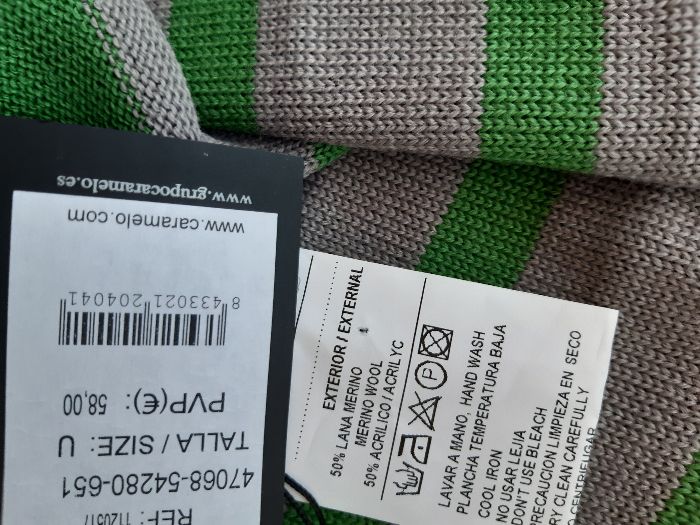 REF: 1120517
47068-54280-651
TALLA / SIZE: U
PVP(€): 58,00
8 433021 204041
www.caramelo.com
www.grupocaramelo.es
EXTERIOR / EXTERNAL
50% LANA MERINO
MERINO WOOL
50% ACRILICO / ACRILYC
P
LAVAR A MANO, HAND WASH
PLANCHA TEMPERATURA BAJA
COOL IRON
NO USAR LEJIA
DON'T USE BLEACH
PRECAUCION LIMPIEZA EN SECO
RY CLEAN CAREFULLY